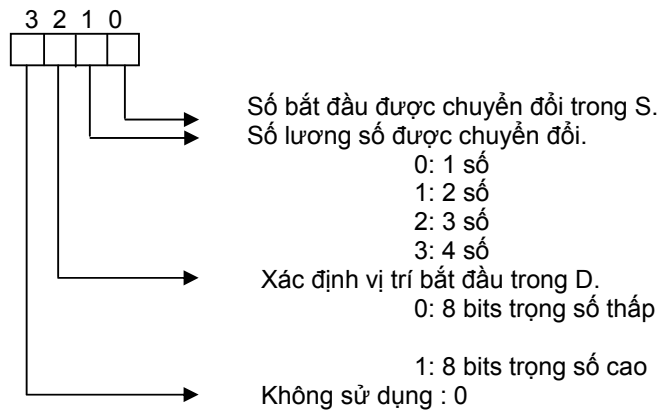 3 2 1 0
Số bắt đầu được chuyển đổi trong S.
Số lương số được chuyển đổi.
0: 1 số
1: 2 số
2: 3 số
3: 4 số
Xác định vị trí bắt đầu trong D.
0: 8 bits trọng số thấp
1: 8 bits trọng số cao
Không sử dụng : 0